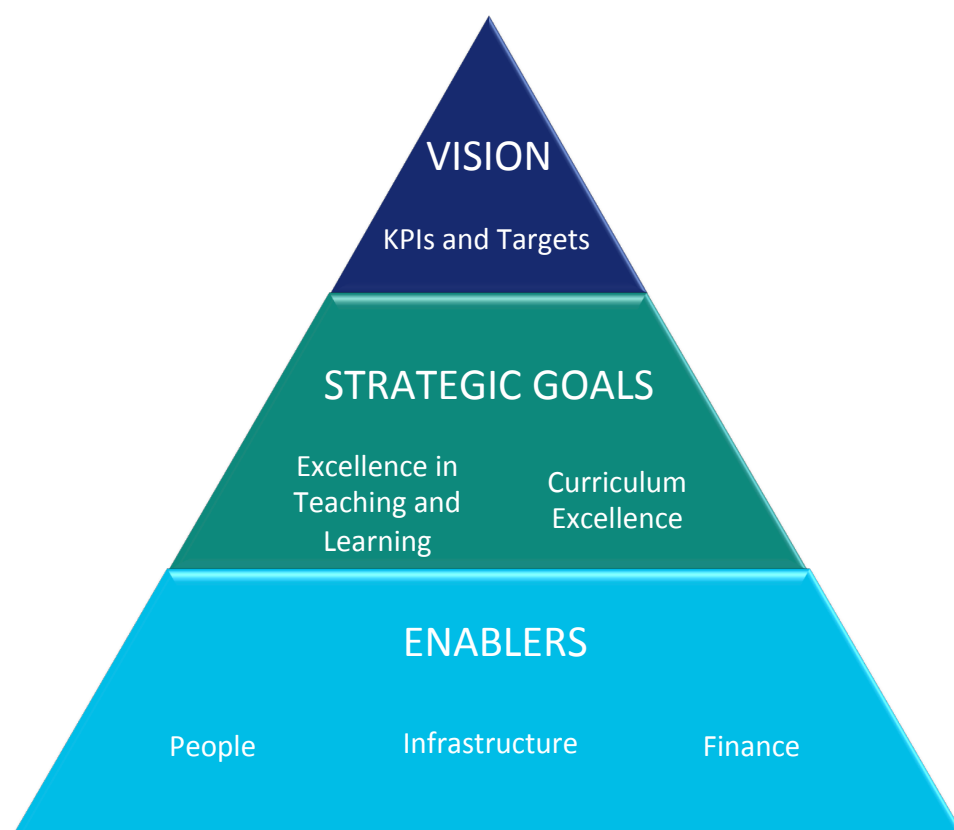 VISION
KPIs and Targets
STRATEGIC GOALS
Excellence in
Teaching and
Learning
Curriculum
Excellence
ENABLERS
People
Infrastructure
Finance